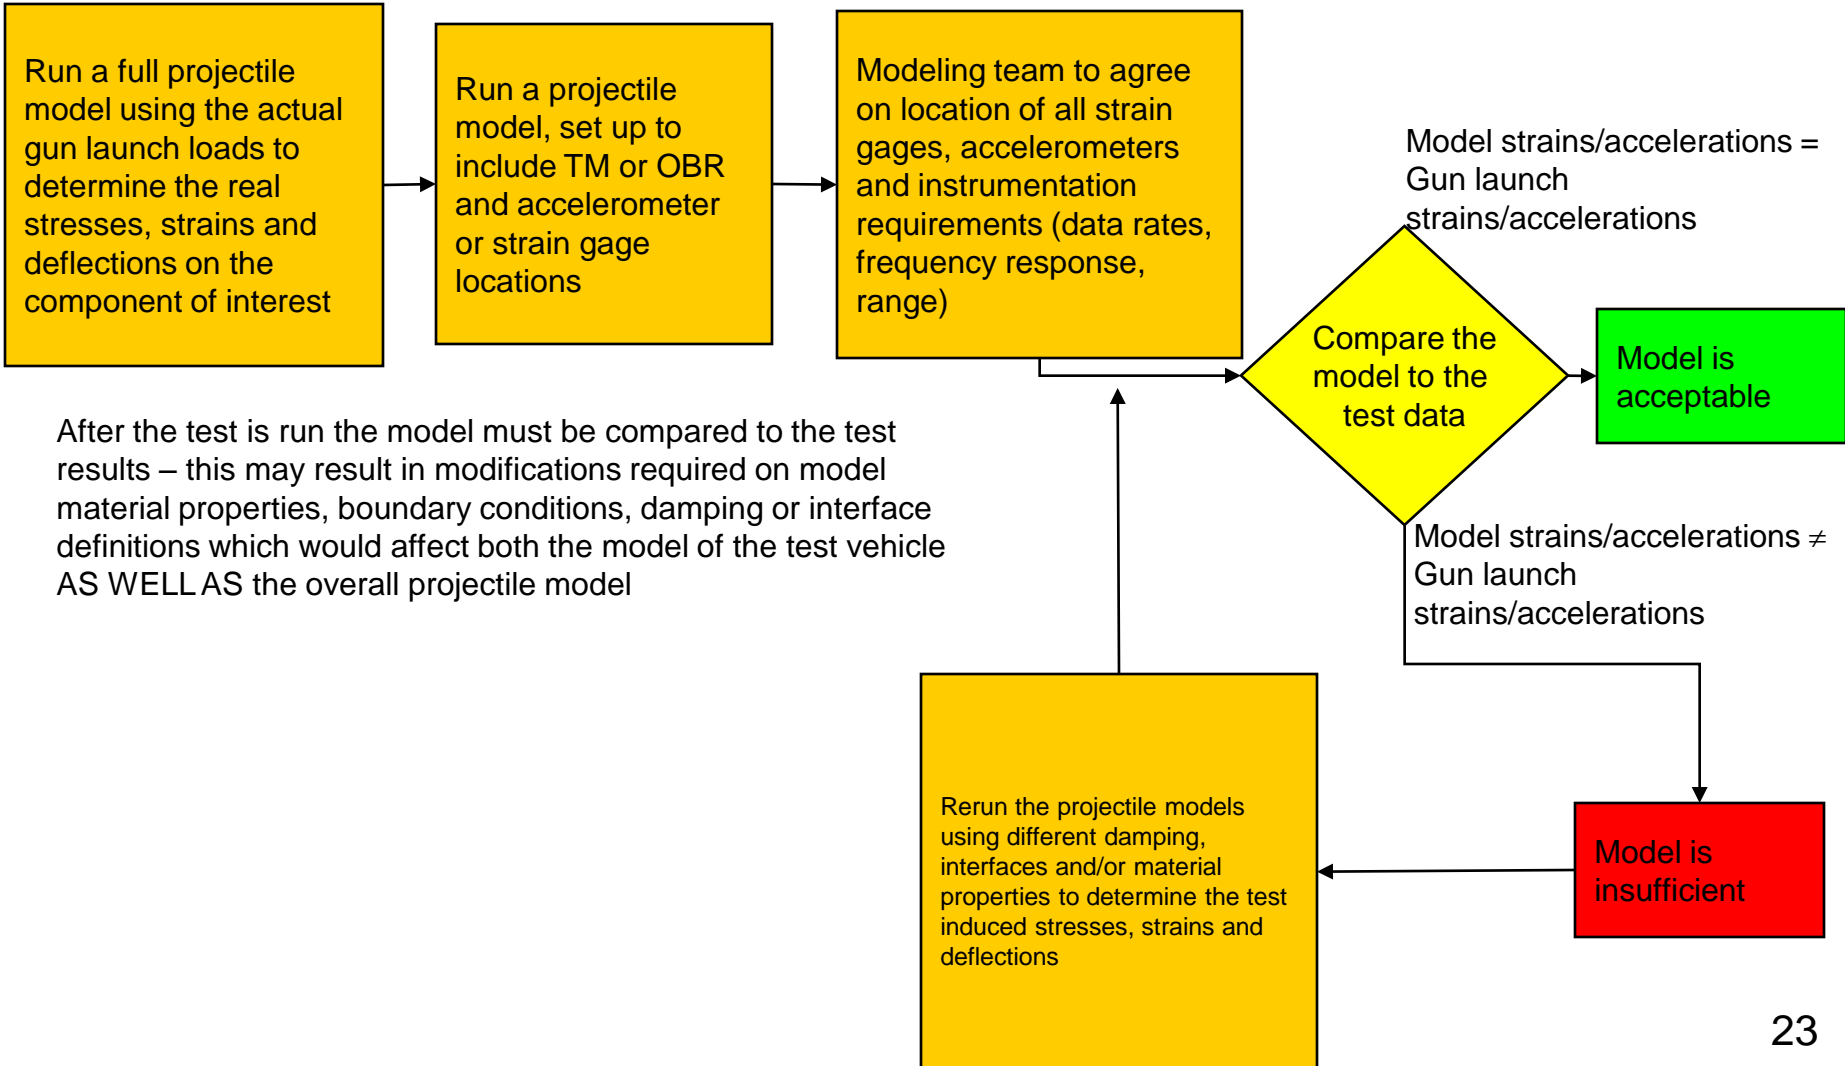 Run a full projectile
model using the actual
gun launch loads to
determine the real
stresses, strains and
deflections on the
component of interest
Run a projectile
model, set up to
include TM or OBR
and accelerometer
or strain gage
locations
Modeling team to agree
on location of all strain
gages, accelerometers
and instrumentation
requirements (data rates,
frequency response,
range)
Model strains/accelerations =
Gun launch
strains/accelerations
Compare the
model to the
test data
Model is
acceptable
After the test is run the model must be compared to the test
results – this may result in modifications required on model
material properties, boundary conditions, damping or interface
definitions which would affect both the model of the test vehicle
AS WELL AS the overall projectile model
Model strains/accelerations ≠
Gun launch
strains/accelerations
Rerun the projectile models
using different damping,
interfaces and/or material
properties to determine the test
induced stresses, strains and
deflections
Model is
insufficient
23